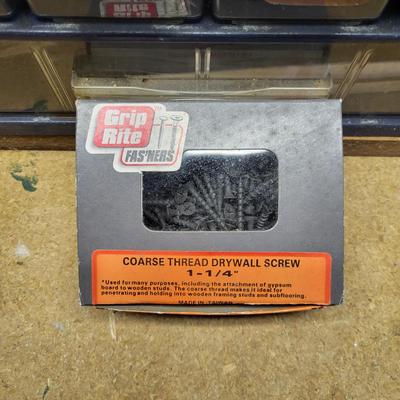 Grip
Rite
FAS'NERS
COARSE THREAD DRYWALL SCREW
1-1/4"
"Used for many purposes, including the attachment of gypsum
board to wooden studs. The coarse thread makes it ideal for
penetrating and holding into wooden framing studs and subflooring.
MADE IN TAIWAN